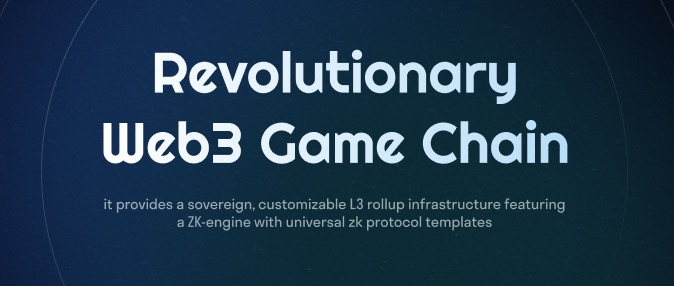 Revolutionary
Web3 Game Chain
it provides a sovereign, customizable L3 rollup infrastructure featuring
a ZK-engine with universal zk protocol templates